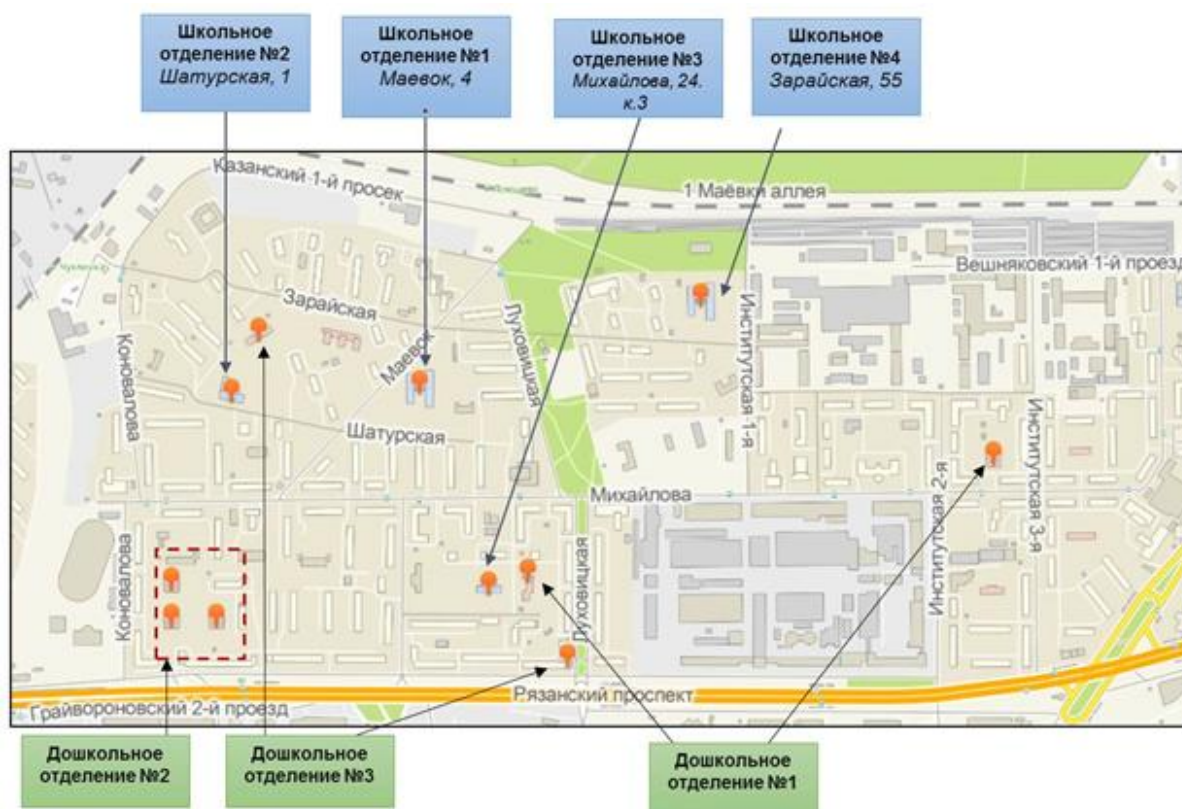 Школьное
отделение №2
Шатурская, 1
Школьное
отделение №1
Маевок, 4
Школьное
отделение №3
Михайлова, 24.
к.3
Школьное
отделение №4
Зарайская, 55
Казанский 1-й просек
1 Маёвки аллея
Вешняковский 1-й проезд
Зарайская
Маевок
Луховицкая
Институтская 1-я
Коновалова
Шатурская
Институтская 3-я
Михайлова
Институтская 2-я
Коновалова
Луховицкая
Рязанский проспект
Грайвороновский 2-й проезд
Дошкольное
отделение №2
Дошкольное
отделение №3
Дошкольное
отделение №1